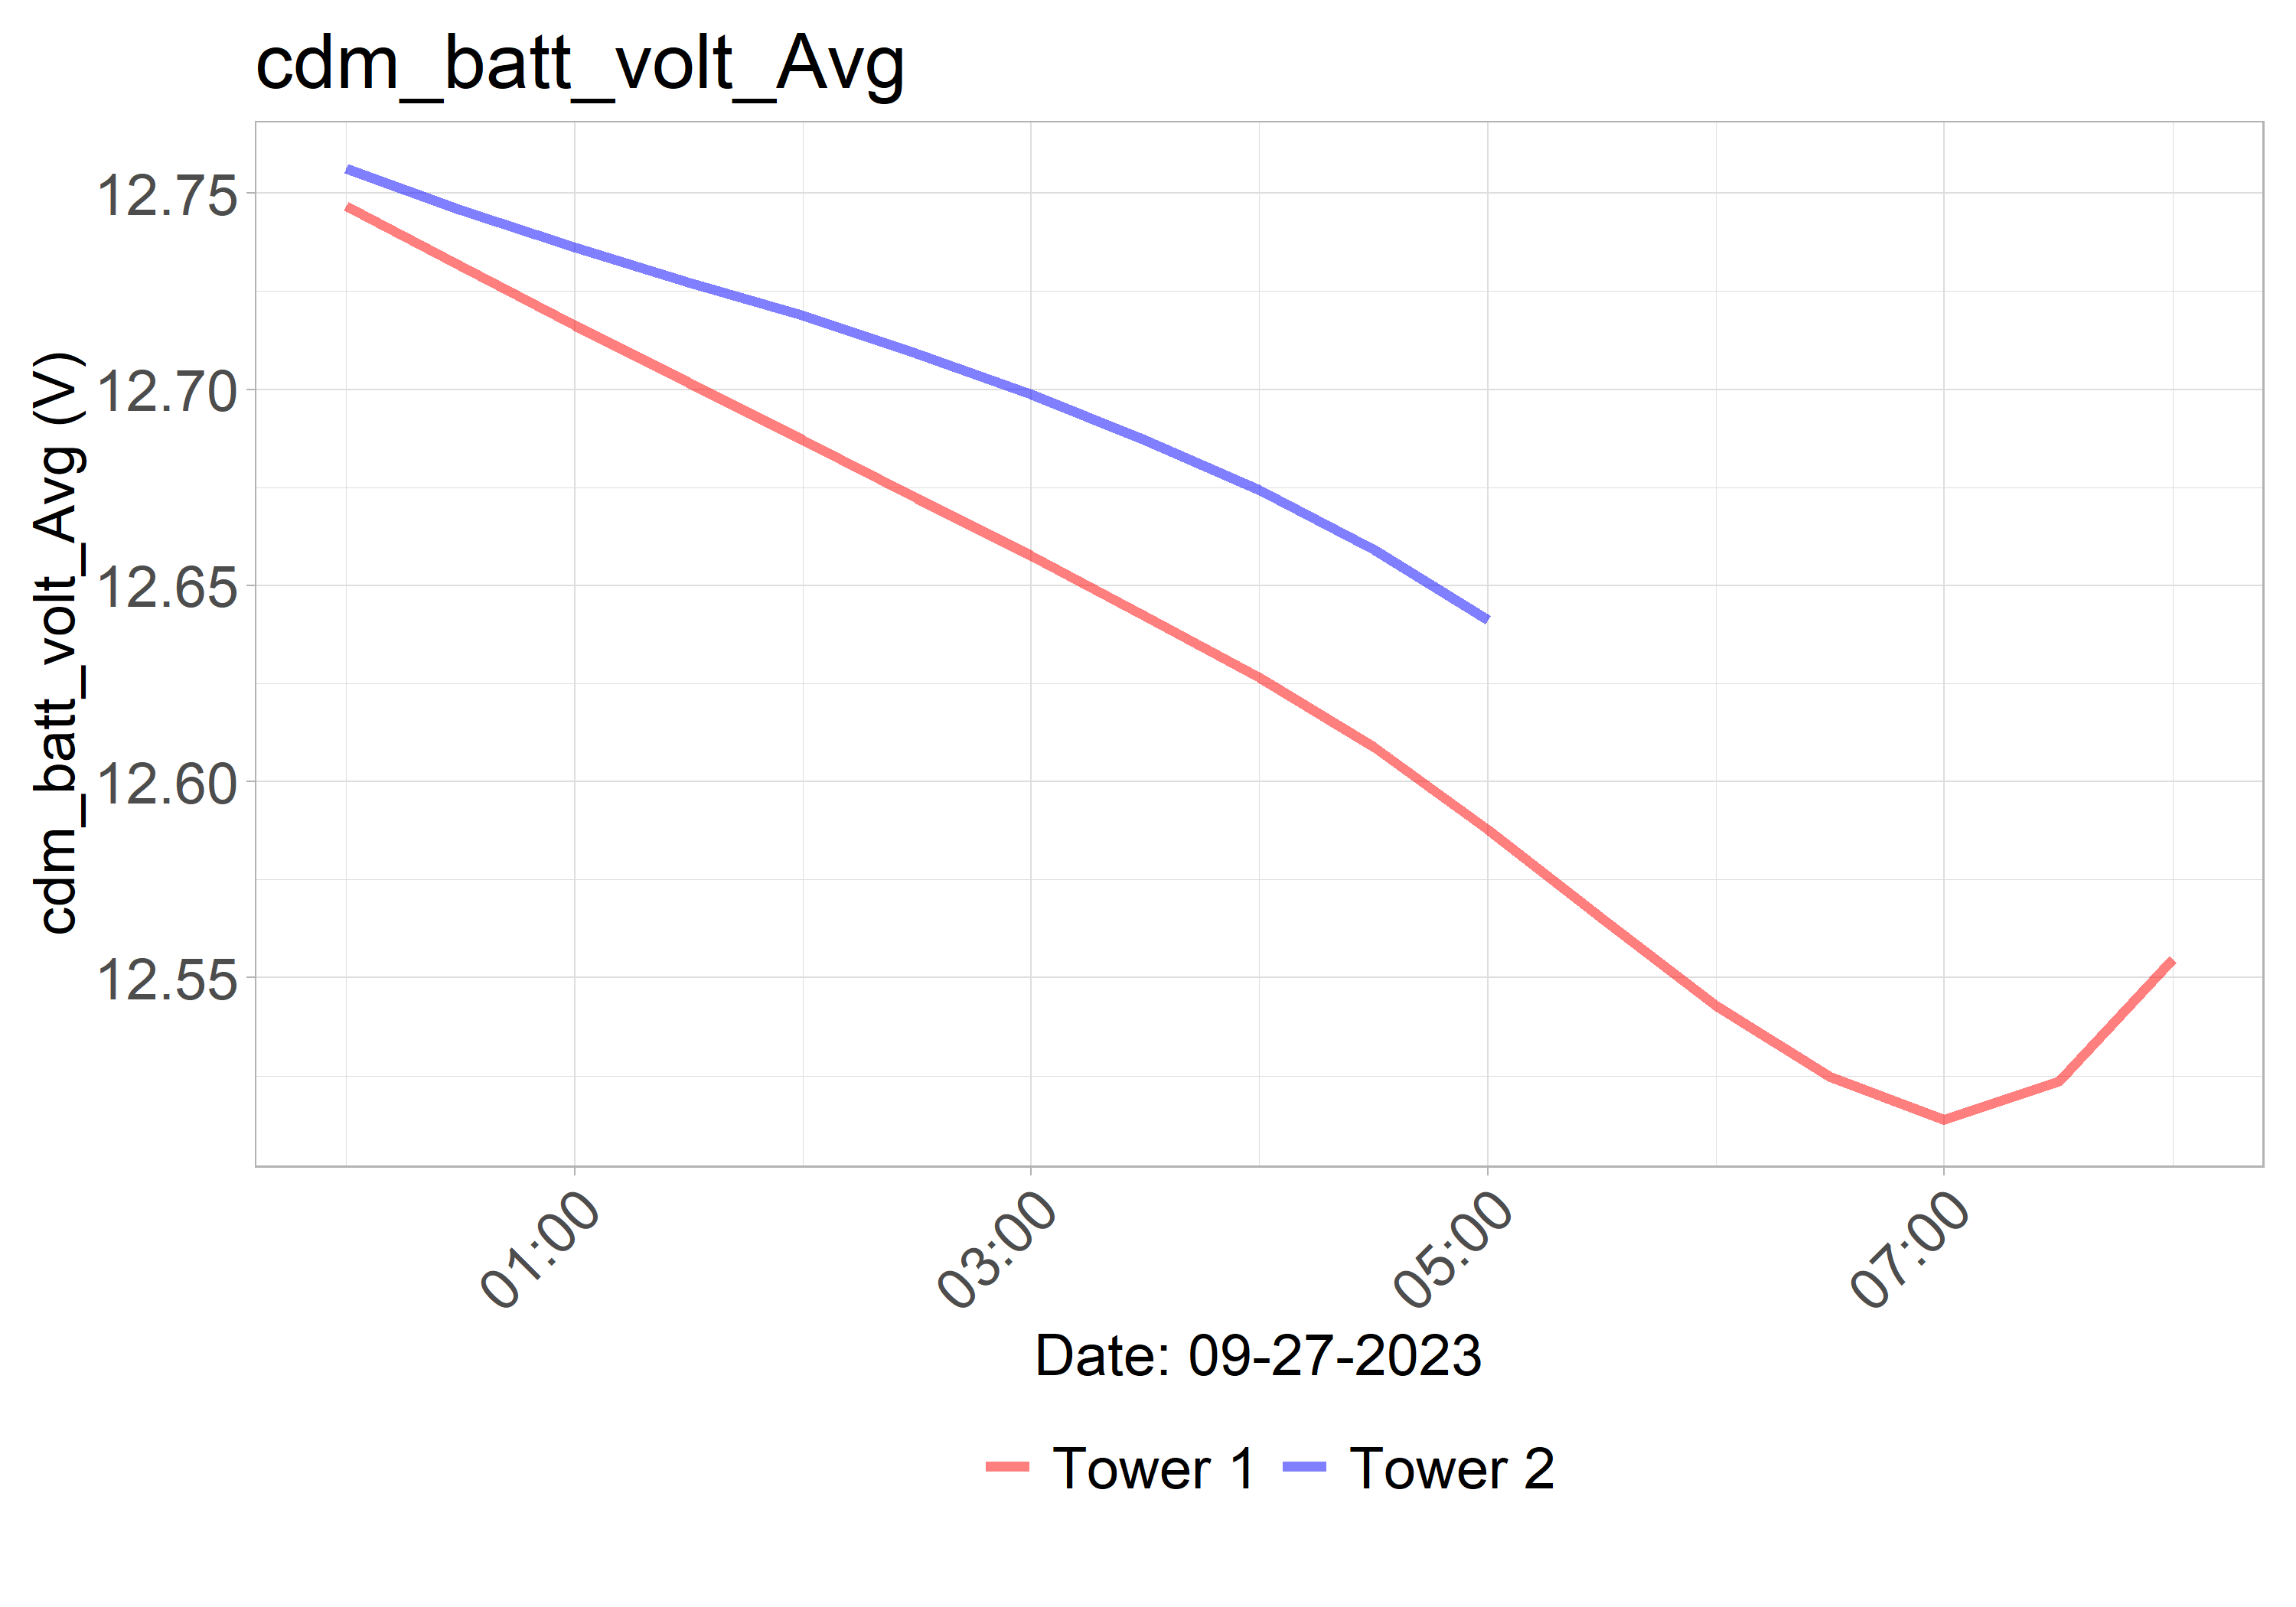 cdm_batt_volt_Avg
cdm_batt_volt_Avg (V)
12.75
12.70
12.65
12.60
12.55
01:00
03:00
05:00
07:00
Date: 09-27-2023
Tower 1
Tower 2